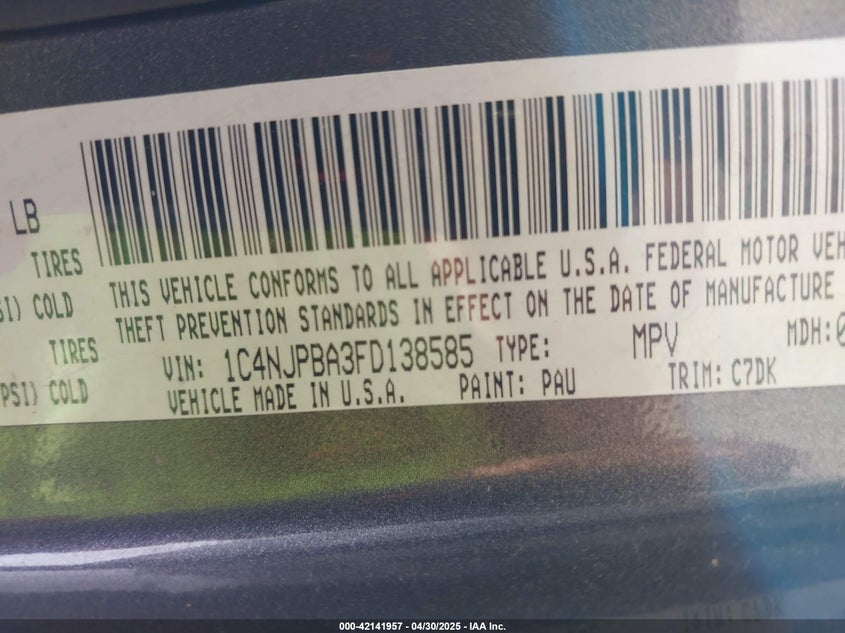 LB
TIRES
COLD
TIRES
PSI) COLD
THIS VEHICLE CONFORMS TO ALL APPLICABLE U.S.A. FEDERAL MOTOR
THEFT PREVENTION STANDARDS IN EFFECT ON THE DATE OF MANUFACTURE
VIN: 1C4NJPBA3FD138585 TYPE: MPV MDH:
VEHICLE MADE IN U.S.A. PAINT: PAU TRIM: C7DK
000-42141957 - 04/30/2025 - IAA Inc.